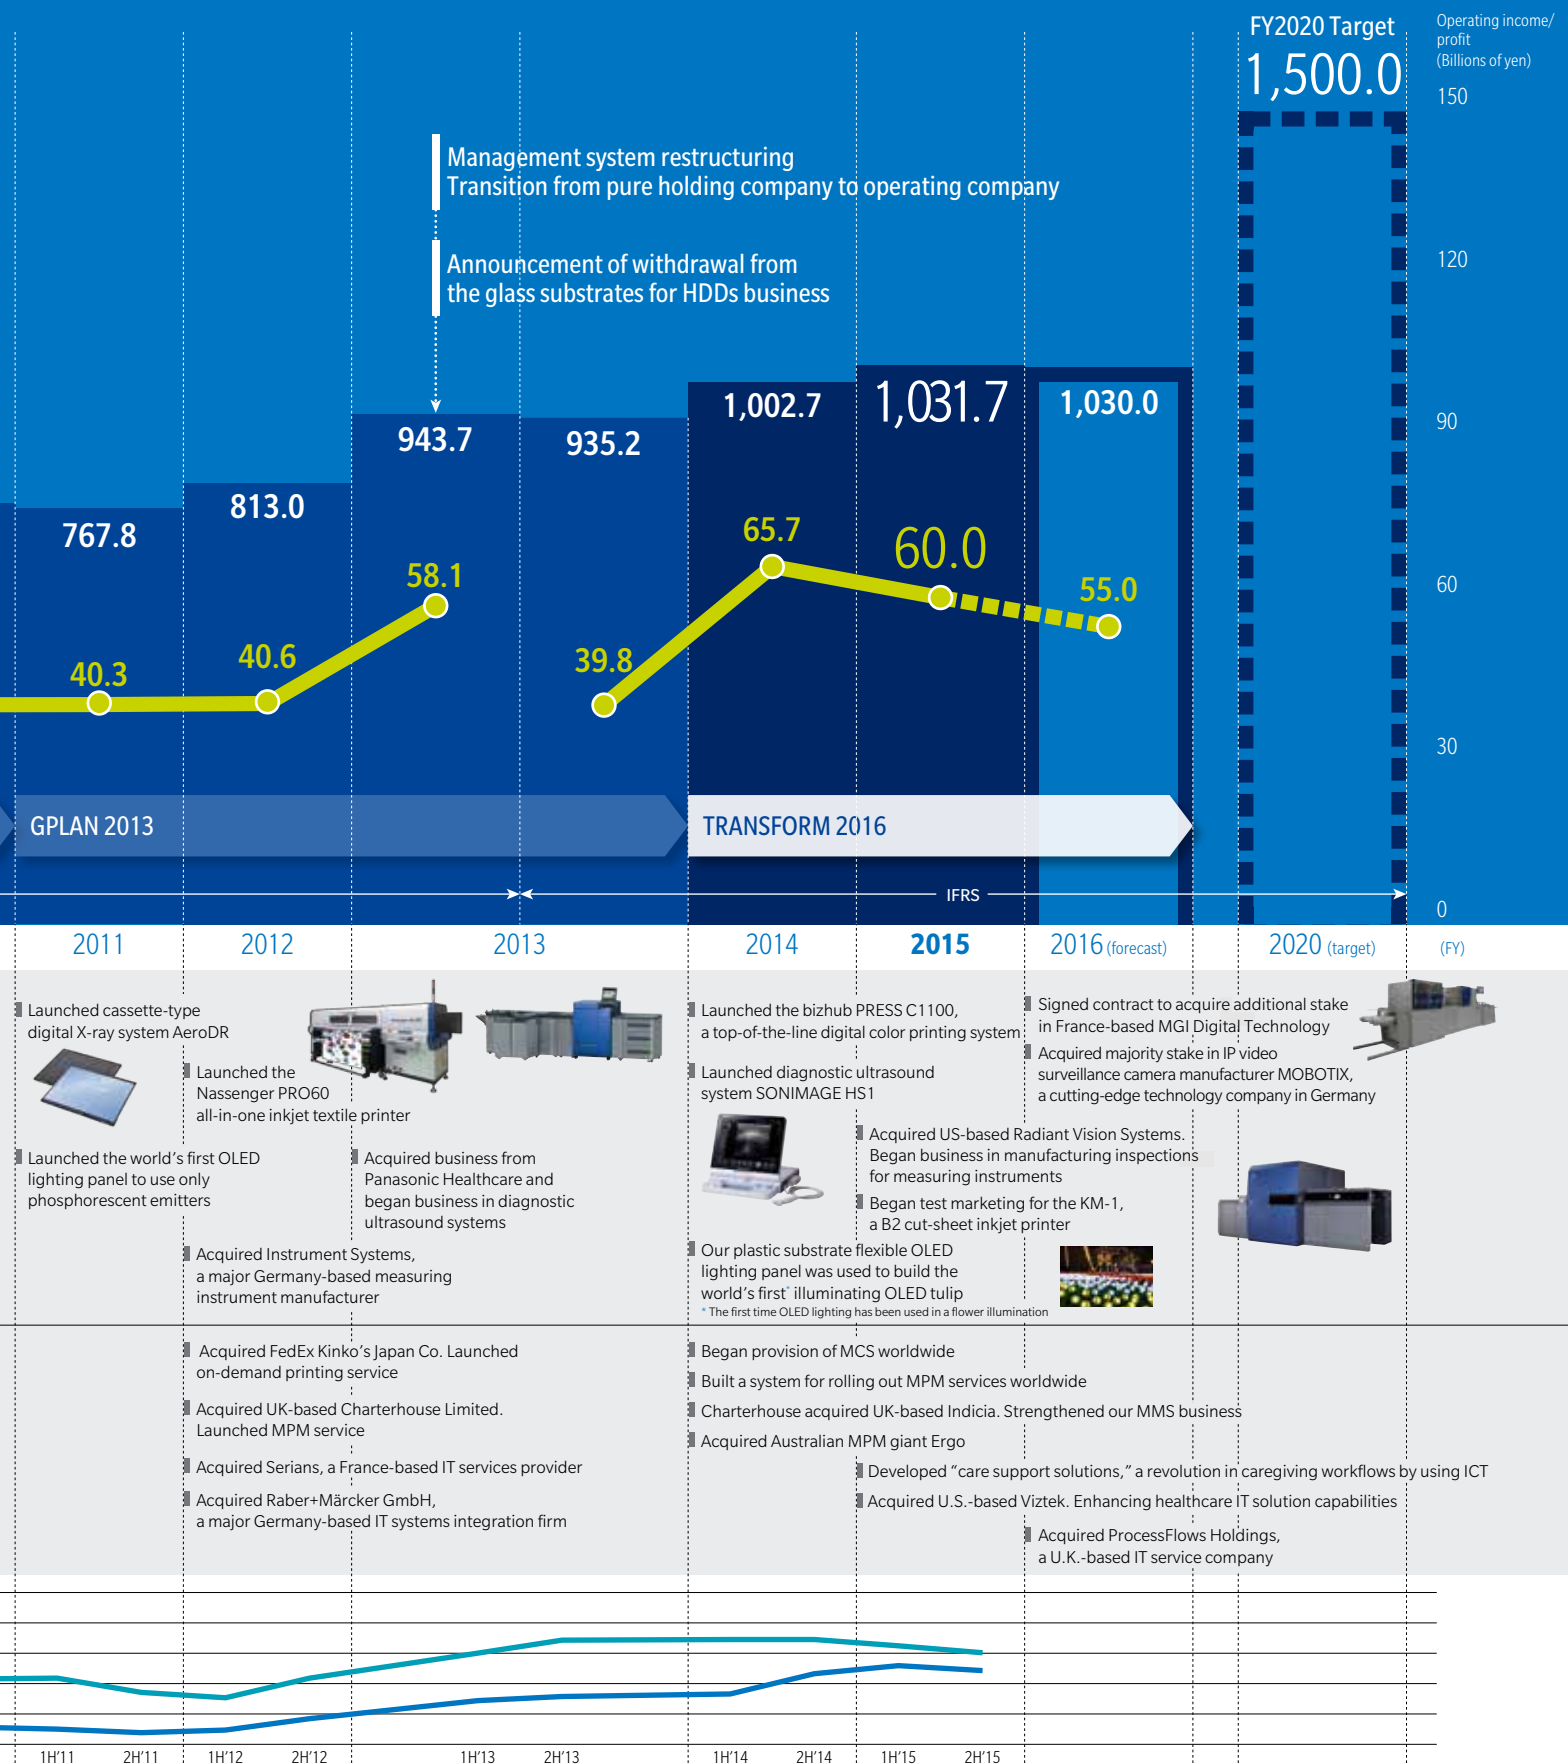 FY2020 Target
1,500.0
Operating income/
profit
(Billions of yen)
150
120
90
60
30
0
Management system restructuring
Transition from pure holding company to operating company
Announcement of withdrawal from
the glass substrates for HDDs business
767.8
813.0
943.7
935.2
1,002.7
1,031.7
1,030.0
40.3
40.6
58.1
39.8
65.7
60.0
55.0
GPLAN 2013
TRANSFORM 2016
IFRS
2011
2012
2013
2014
2015
2016 (forecast)
2020 (target)
(FY)
Launched cassette-type
digital X-ray system AeroDR
Launched the world's first OLED
lighting panel to use only
phosphorescent emitters
Launched the
Nassenger PRO60
all-in-one inkjet textile printer
Acquired Instrument Systems,
a major Germany-based measuring
instrument manufacturer
Acquired business from
Panasonic Healthcare and
began business in diagnostic
ultrasound systems
Launched the bizhub PRESS C1100,
a top-of-the-line digital color printing system
Launched diagnostic ultrasound
system SONIMAGE HS1
Our plastic substrate flexible OLED
lighting panel was used to build the
world's first* illuminating OLED tulip
* The first time OLED lighting has been used in a flower illumination
Acquired US-based Radiant Vision Systems.
Began business in manufacturing inspections
for measuring instruments
Began test marketing for the KM-1,
a B2 cut-sheet inkjet printer
Signed contract to acquire additional stake
in France-based MGI Digital Technology
Acquired majority stake in IP video
surveillance camera manufacturer MOBOTIX,
a cutting-edge technology company in Germany
Acquired FedEx Kinko's Japan Co. Launched
on-demand printing service
Acquired UK-based Charterhouse Limited.
Launched MPM service
Acquired Serians, a France-based IT services provider
Acquired Raber+Märcker GmbH,
a major Germany-based IT systems integration firm
Began provision of MCS worldwide
Built a system for rolling out MPM services worldwide
Charterhouse acquired UK-based Indicia. Strengthened our MMS business
Acquired Australian MPM giant Ergo
Developed “care support solutions,” a revolution in caregiving workflows by using ICT
Acquired U.S.-based Viztek. Enhancing healthcare IT solution capabilities
Acquired ProcessFlows Holdings,
a U.K.-based IT service company
1H'11
2H'11
1H'12
2H'12
1H'13
2H'13
1H'14
2H'14
1H'15
2H'15